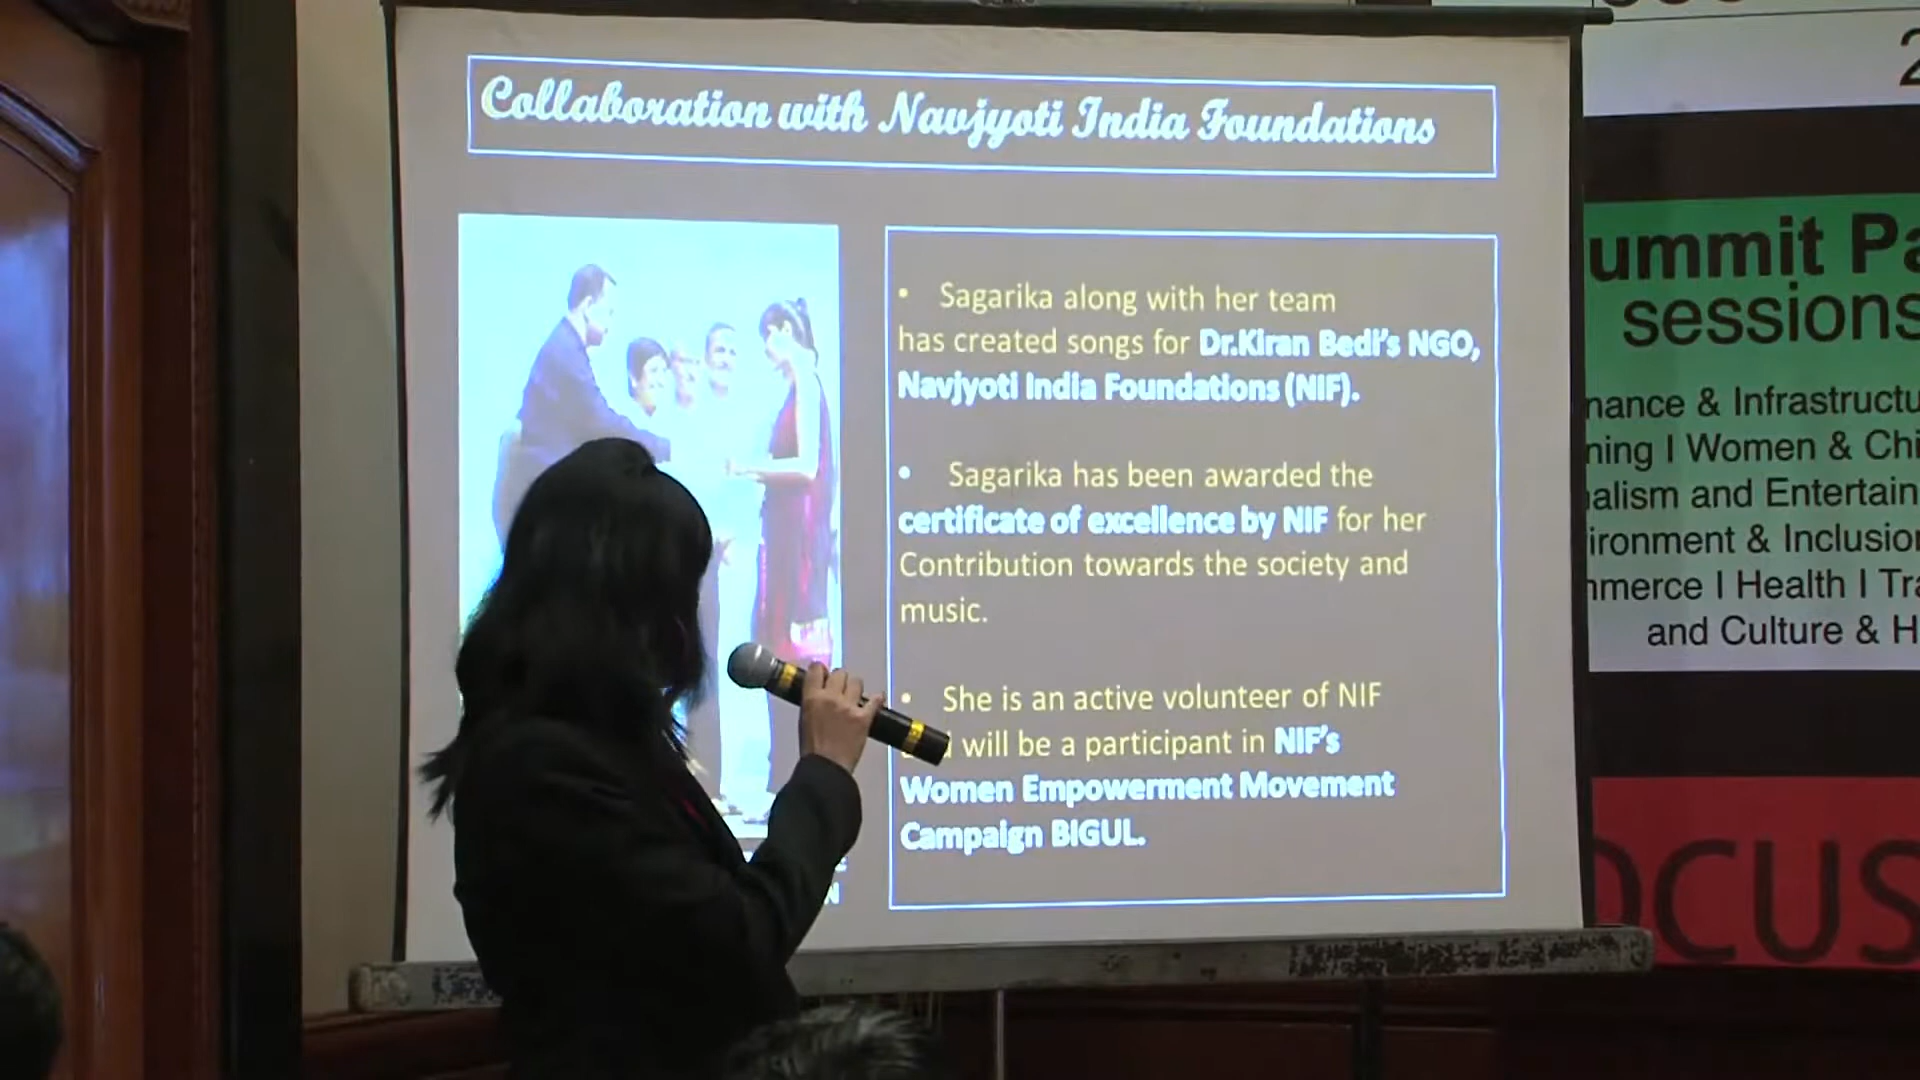 Collaboration with Navjyoti India Foundations
• Sagarika along with her team
has created songs for Dr.Kiran Bedi's NGO,
Navjyoti India Foundations (NIF).
• Sagarika has been awarded the
certificate of excellence by NIF for her
Contribution towards the society and
music.
• She is an active volunteer of NIF
will be a participant in NIF's
Women Empowerment Movement
Campaign BIGUL.
N
2
ummit Pa
sessions
nance & Infrastructu
ning I Women & Chi
alism and Entertain
ironment & Inclusion
mmerce I Health I Tra
and Culture & H
OCUS